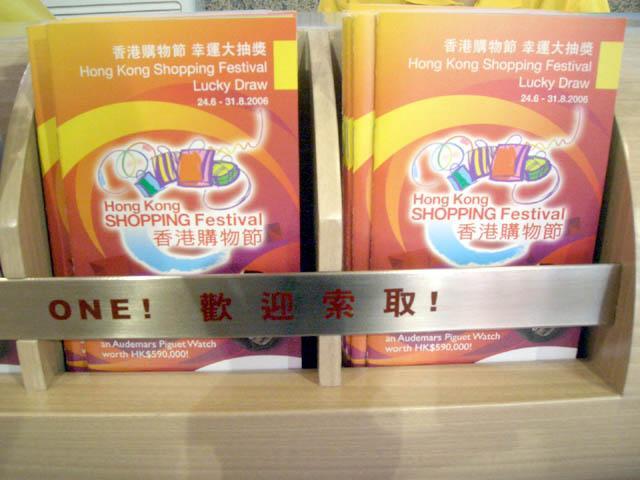 香港購物節 幸運大抽獎
Hong Kong Shopping Festival
Lucky Draw
24.6 - 31.8.2006
Hong Kong
SHOPPING Festival
香港購物節
香港購物節 幸運大抽獎
Hong Kong Shopping Festival
Lucky Draw
24.6 - 31.8.2006
Hong Kong
SHOPPING Festival
香港購物節
ONE! 歡迎索取!
an Audemars Piguet Watch
worth HK$590,000!
an Audemars Piguet Watch
worth HK$590,000!